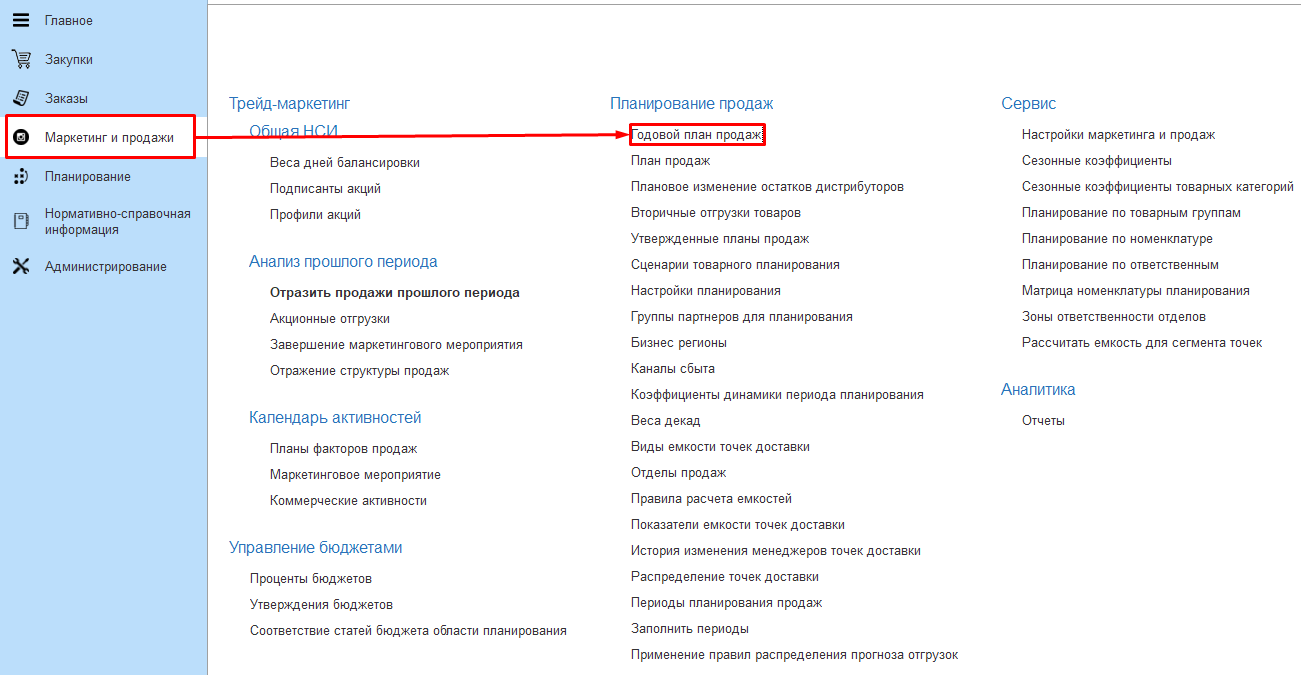 Главное
Закупки
Заказы
Маркетинг и продажи
Планирование
Нормативно-справочная
информация
Администрирование
Трейд-маркетинг
Общая НСИ
Веса дней балансировки
Подписанты акций
Профили акций
Анализ прошлого периода
Отразить продажи прошлого периода
Акционные отгрузки
Завершение маркетингового мероприятия
Отражение структуры продаж
Календарь активностей
Планы факторов продаж
Маркетинговое мероприятие
Коммерческие активности
Управление бюджетами
Проценты бюджетов
Утверждения бюджетов
Соответствие статей бюджета области планирования
Планирование продаж
Годовой план продаж
План продаж
Плановое изменение остатков дистрибуторов
Вторичные отгрузки товаров
Утвержденные планы продаж
Сценарии товарного планирования
Настройки планирования
Группы партнеров для планирования
Бизнес регионы
Каналы сбыта
Коэффициенты динамики периода планирования
Веса декад
Виды емкости точек доставки
Отделы продаж
Правила расчета емкостей
Показатели емкости точек доставки
История изменения менеджеров точек доставки
Распределение точек доставки
Периоды планирования продаж
Заполнить периоды
Применение правил распределения прогноза отгрузок
Сервис
Настройки маркетинга и продаж
Сезонные коэффициенты
Сезонные коэффициенты товарных категорий
Планирование по товарным группам
Планирование по номенклатуре
Планирование по ответственным
Матрица номенклатуры планирования
Зоны ответственности отделов
Рассчитать емкость для сегмента точек
Аналитика
Отчеты